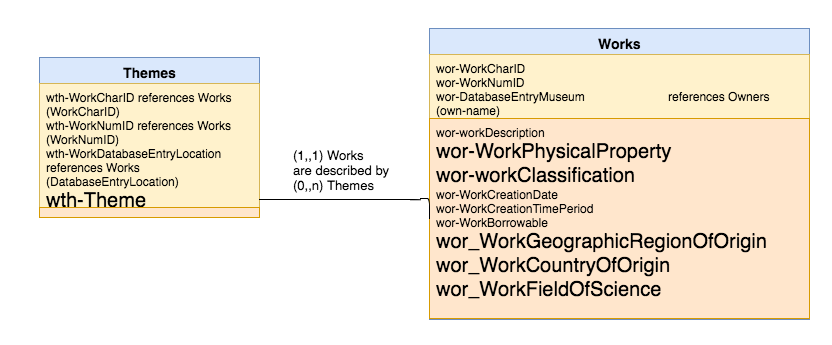 Themes
wth-WorkCharID references Works
(WorkCharID)
wth-WorkNumID references Works
(WorkNumID)
wth-WorkDatabaseEntryLocation
references Works
(DatabaseEntryLocation)
wth-Theme
(1,,1) Works
are described by
(0,,n) Themes
Works
wor-WorkCharID
wor-WorkNumID
wor-DatabaseEntryMuseum references Owners
(own-name)
wor-workDescription
wor-WorkPhysicalProperty
wor-workClassification
wor-WorkCreationDate
wor-WorkCreationTimePeriod
wor-WorkBorrowable
wor_WorkGeographicRegionOfOrigin
wor_WorkCountryOfOrigin
wor_WorkFieldOfScience